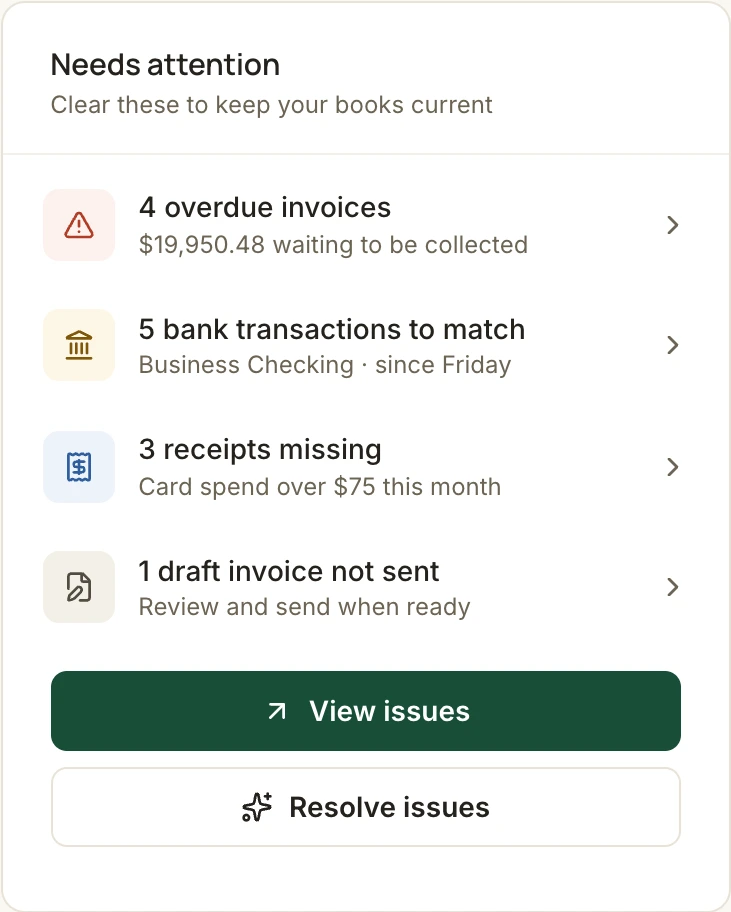 Needs attention
Clear these to keep your books current
4 overdue invoices
$19,950.48 waiting to be collected
5 bank transactions to match
Business Checking · since Friday
3 receipts missing
Card spend over $75 this month
1 draft invoice not sent
Review and send when ready
View issues
Resolve issues